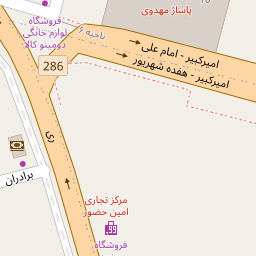 پاساژ مهدوی
فروشگاه
لوازم خانگی
دومینو کالا
ناحیه ۶
286
امیرکبیر - امام علی
امیرکبیر - هفده شهریور
ری
برادران
مرکز تجاری
امین حضور
فروشگاه